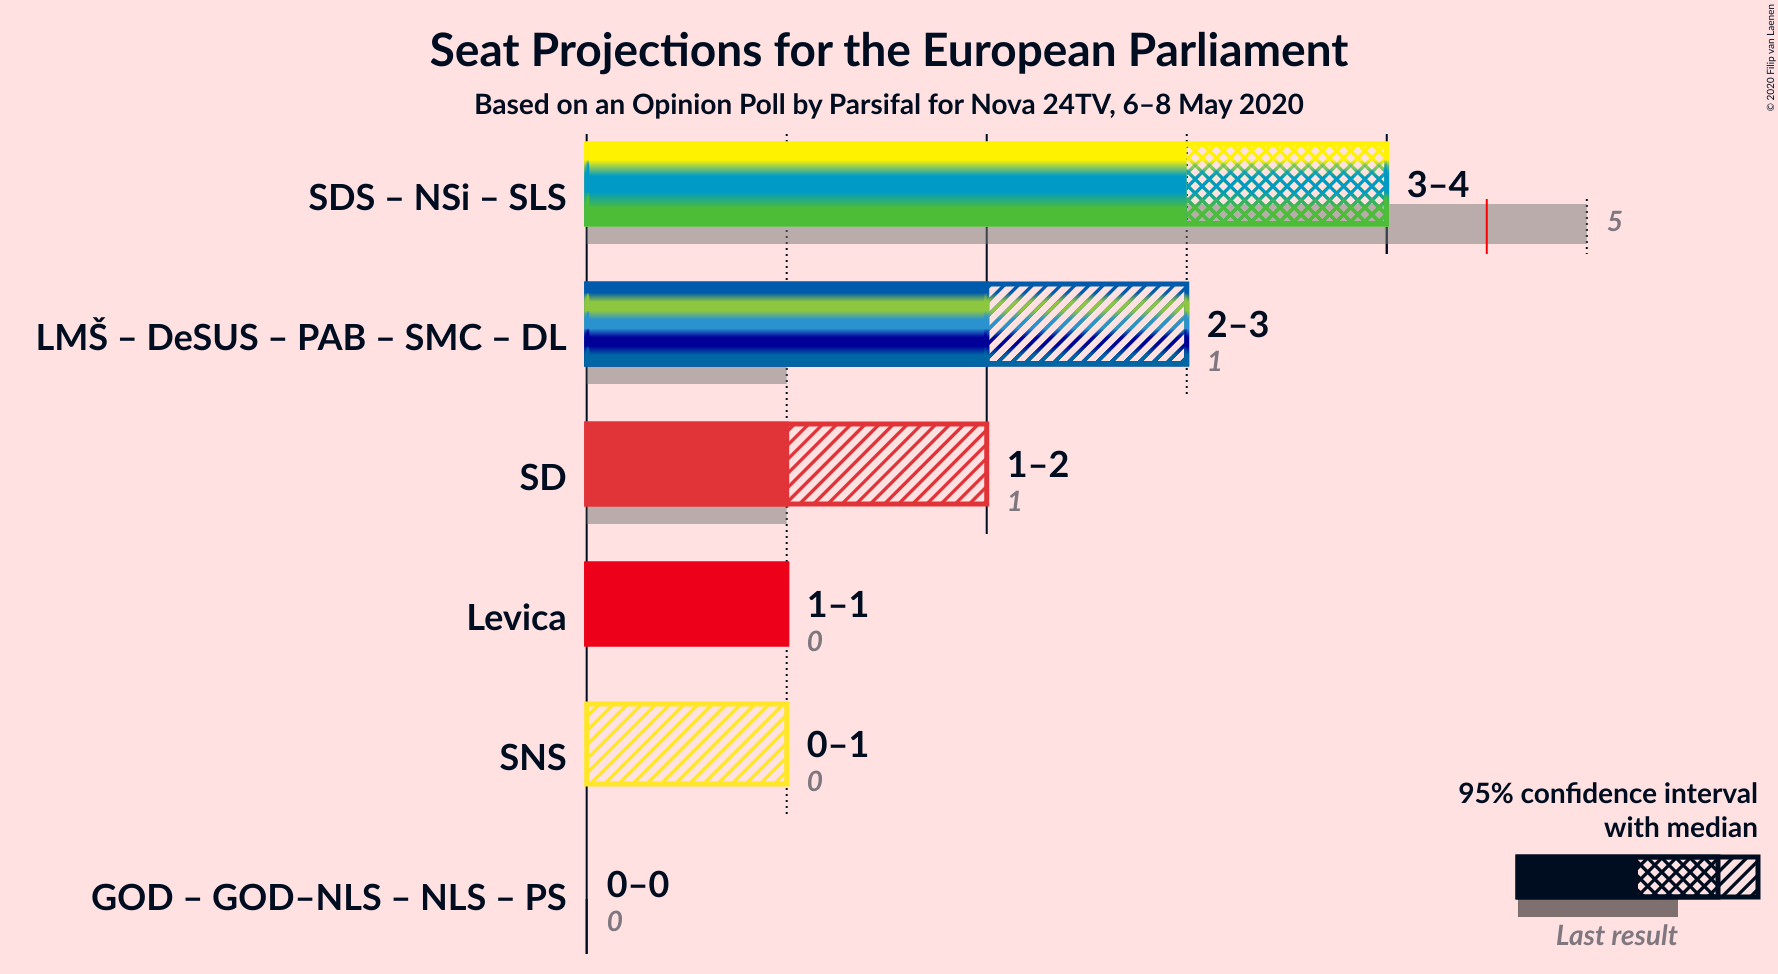 Seat Projections for the European Parliament
Based on an Opinion Poll by Parsifal for Nova 24TV, 6–8 May 2020
© 2020 Filip van Laenen
SDS – NSi – SLS
3–4
5
LMŠ – DeSUS – PAB – SMC – DL
2–3
1
SD
1–2
1
Levica
1–1
0
SNS
0–1
0
GOD – GOD–NLS – NLS – PS
0–0
0
95% confidence interval
with median
Last result